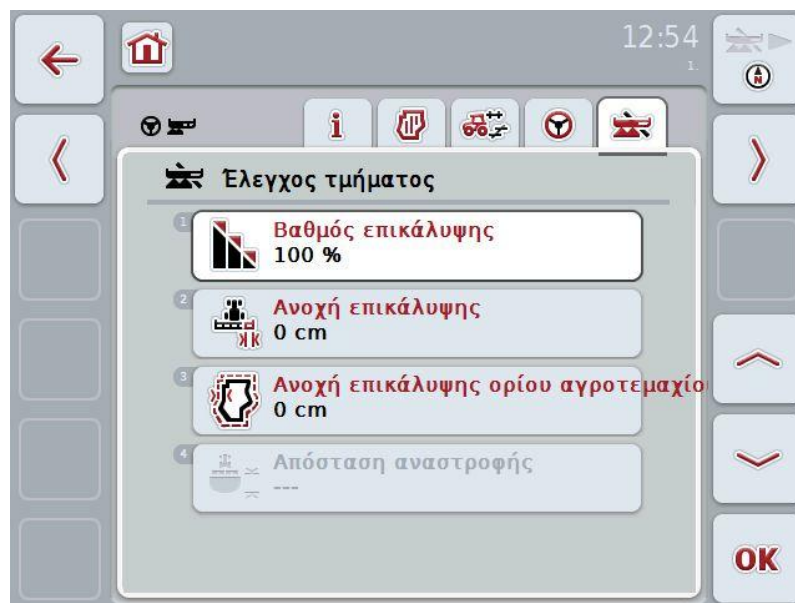 12:54
1.
N
i
Έλεγχος τμήματος
1
Βαθμός επικάλυψης
100 %
2
Ανοχή επικάλυψης
0 cm
3
Ανοχή επικάλυψης ορίου αγροτεμαχίο
0 cm
4
Απόσταση αναστροφής
---
OK